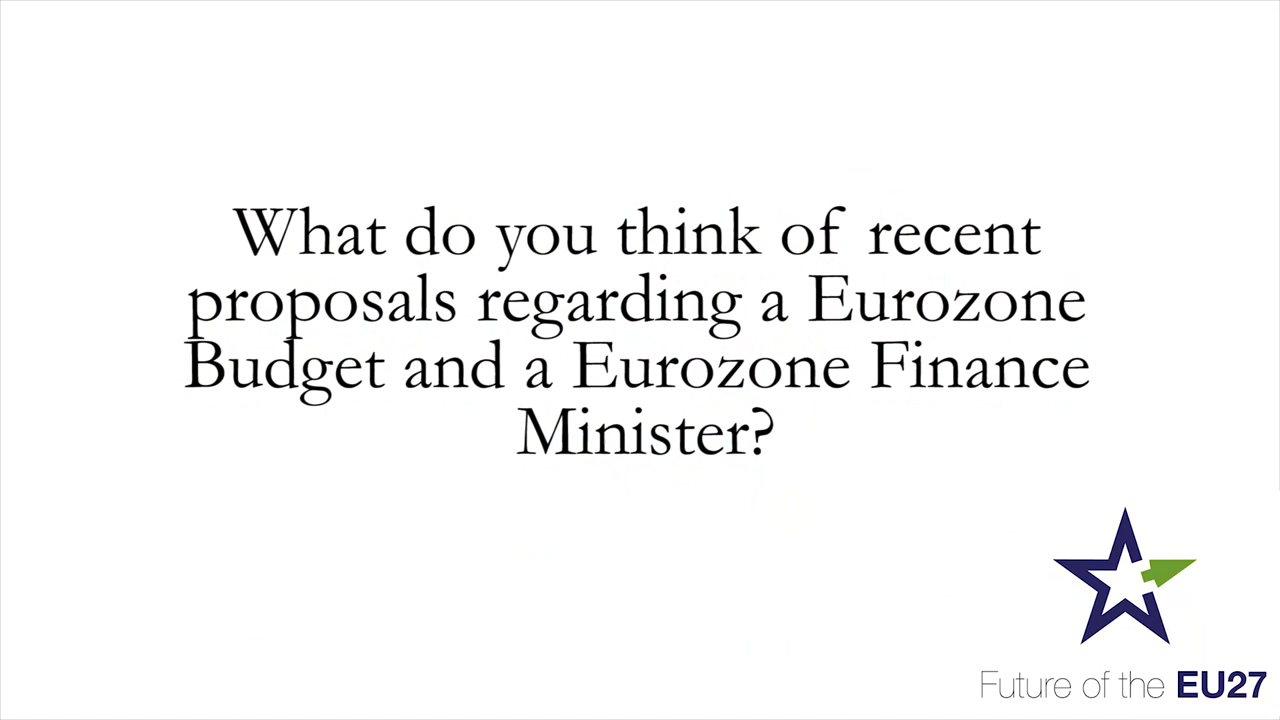 What do you think of recent
proposals regarding a Eurozone
Budget and a Eurozone Finance
Minister?
Future of the EU27